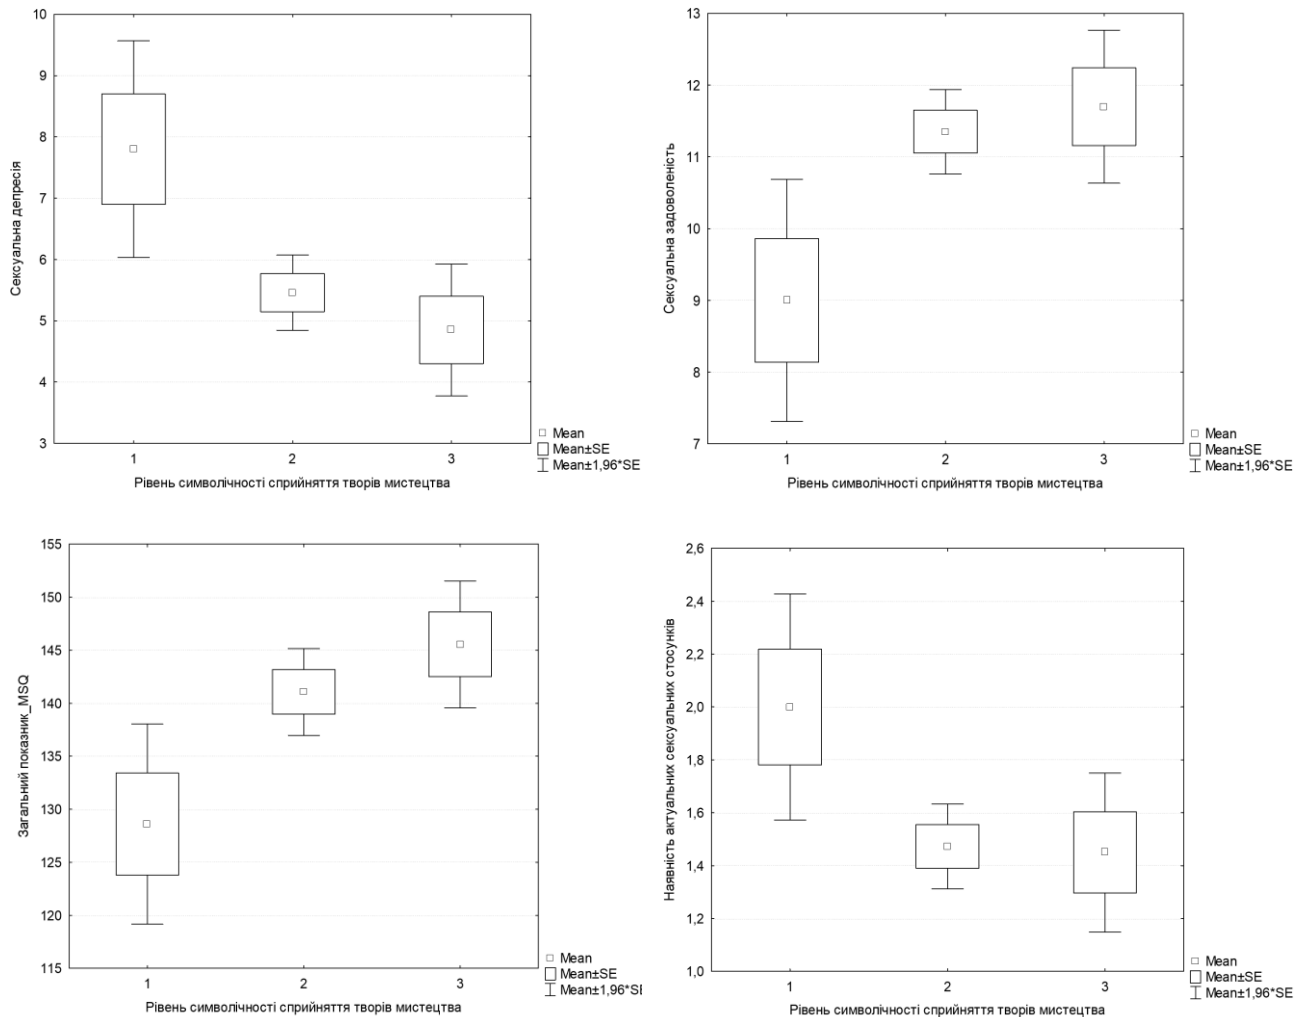 10
9
8
7
6
5
4
3
Сексуальна депресія
1
2
3
Рівень символічності сприйняття творів мистецтва
Mean
Mean±SE
Mean±1,96*SE
13
12
11
10
9
8
7
Сексуальна задоволеність
1
2
3
Рівень символічності сприйняття творів мистецтва
Mean
Mean±SE
Mean±1,96*SE
155
150
145
140
135
130
125
120
115
Загальний показник_MSQ
1
2
3
Рівень символічності сприйняття творів мистецтва
Mean
Mean±SE
Mean±1,96*SE
2,6
2,4
2,2
2,0
1,8
1,6
1,4
1,2
1,0
Наявність актуальних сексуальних стосунків
1
2
3
Рівень символічності сприйняття творів мистецтва
Mean
Mean±SE
Mean±1,96*SE